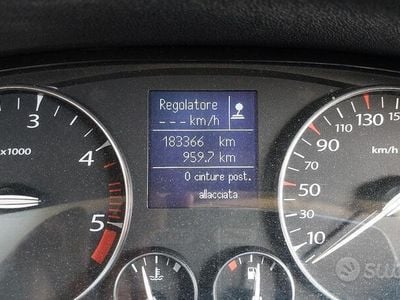 Regolatore
--- km/h
183366 km
959.7 km
0 cinture post.
allacciata
3
x1000
4
5
130
110
90
km/h
50
30
10
su